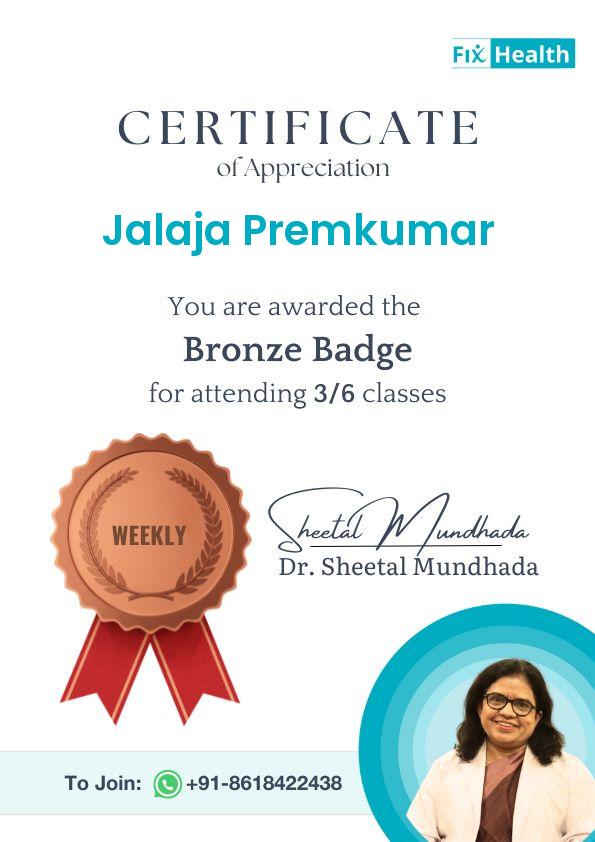 Fix Health
CERTIFICATE
of Appreciation
Jalaja Premkumar
You are awarded the
Bronze Badge
for attending 3/6 classes
WEEKLY
Sheetal Mundhada
Dr. Sheetal Mundhada
To Join: +91-8618422438